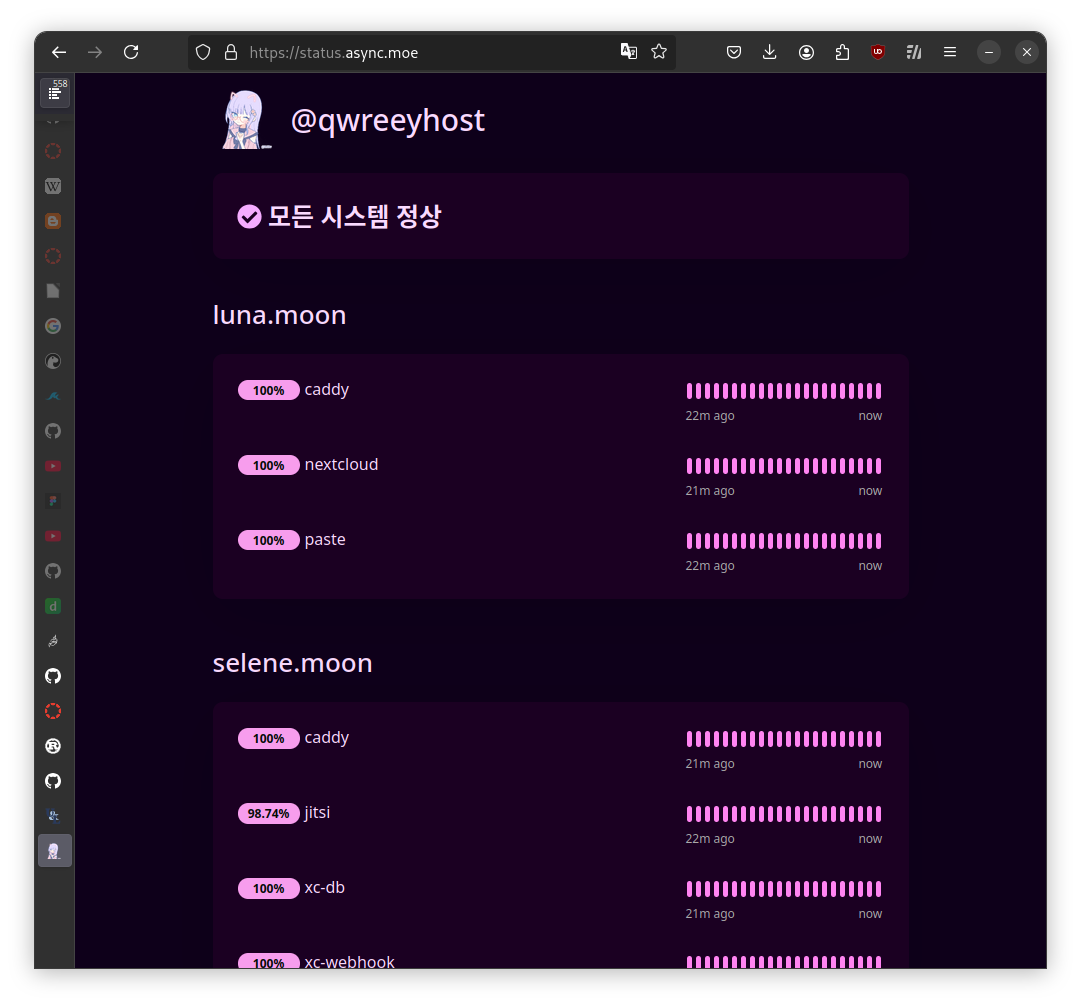 https://status.async.moe
558
@qwreeyhost
모든 시스템 정상
luna.moon
100% caddy
22m ago now
100% nextcloud
21m ago now
100% paste
22m ago now
selene.moon
100% caddy
21m ago now
98.74% jitsi
22m ago now
100% xc-db
21m ago now
100% xc-webhook